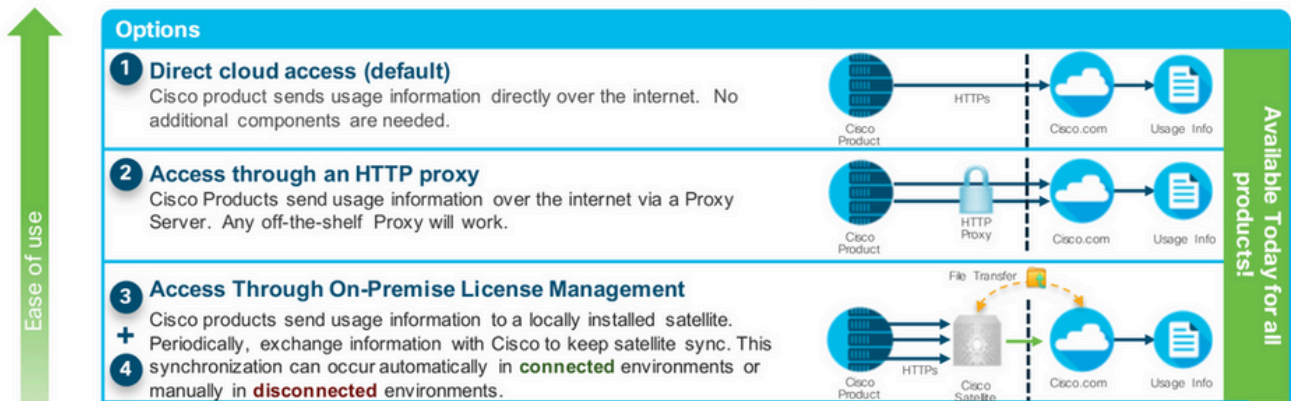 Options
1 Direct cloud access (default)
Cisco product sends usage information directly over the internet. No
additional components are needed.
HTTPs
Cisco
Product
Cisco.com
Usage Info
2 Access through an HTTP proxy
Cisco Products send usage information over the internet via a Proxy
Server. Any off-the-shelf Proxy will work.
Cisco
Product
HTTP
Proxy
Cisco.com
Usage Info
3 Access Through On-Premise License Management
+
4
Cisco products send usage information to a locally installed satellite.
Periodically, exchange information with Cisco to keep satellite sync. This
synchronization can occur automatically in connected environments or
manually in disconnected environments.
File Transfer
HTTPs
Cisco
Product
Cisco
Satellite
Cisco.com
Usage Info
Ease of use
Available Today for all
products!